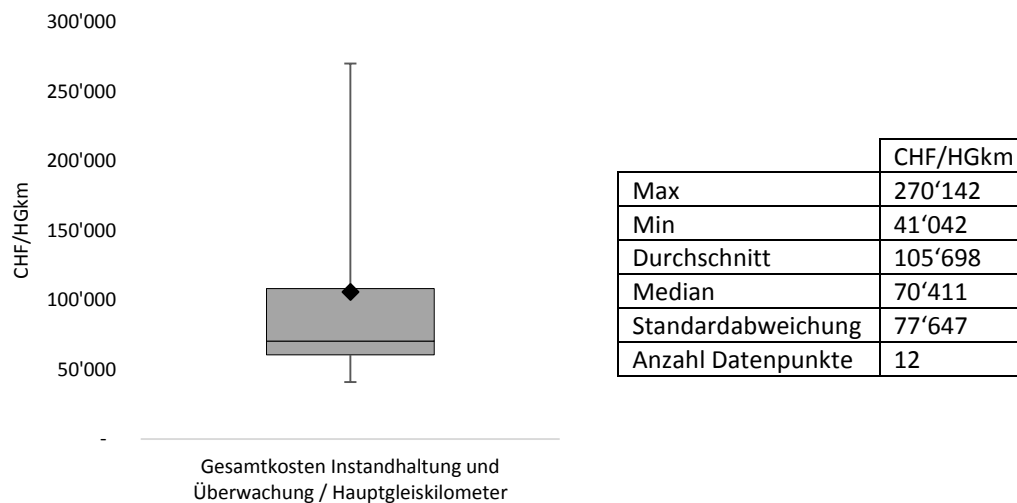 300'000
250'000
200'000
150'000
100'000
50'000
-
CHF/HGkm
Gesamtkosten Instandhaltung und
Überwachung / Hauptgleiskilometer
CHF/HGkm
Max 270‘142
Min 41‘042
Durchschnitt 105‘698
Median 70‘411
Standardabweichung 77‘647
Anzahl Datenpunkte 12